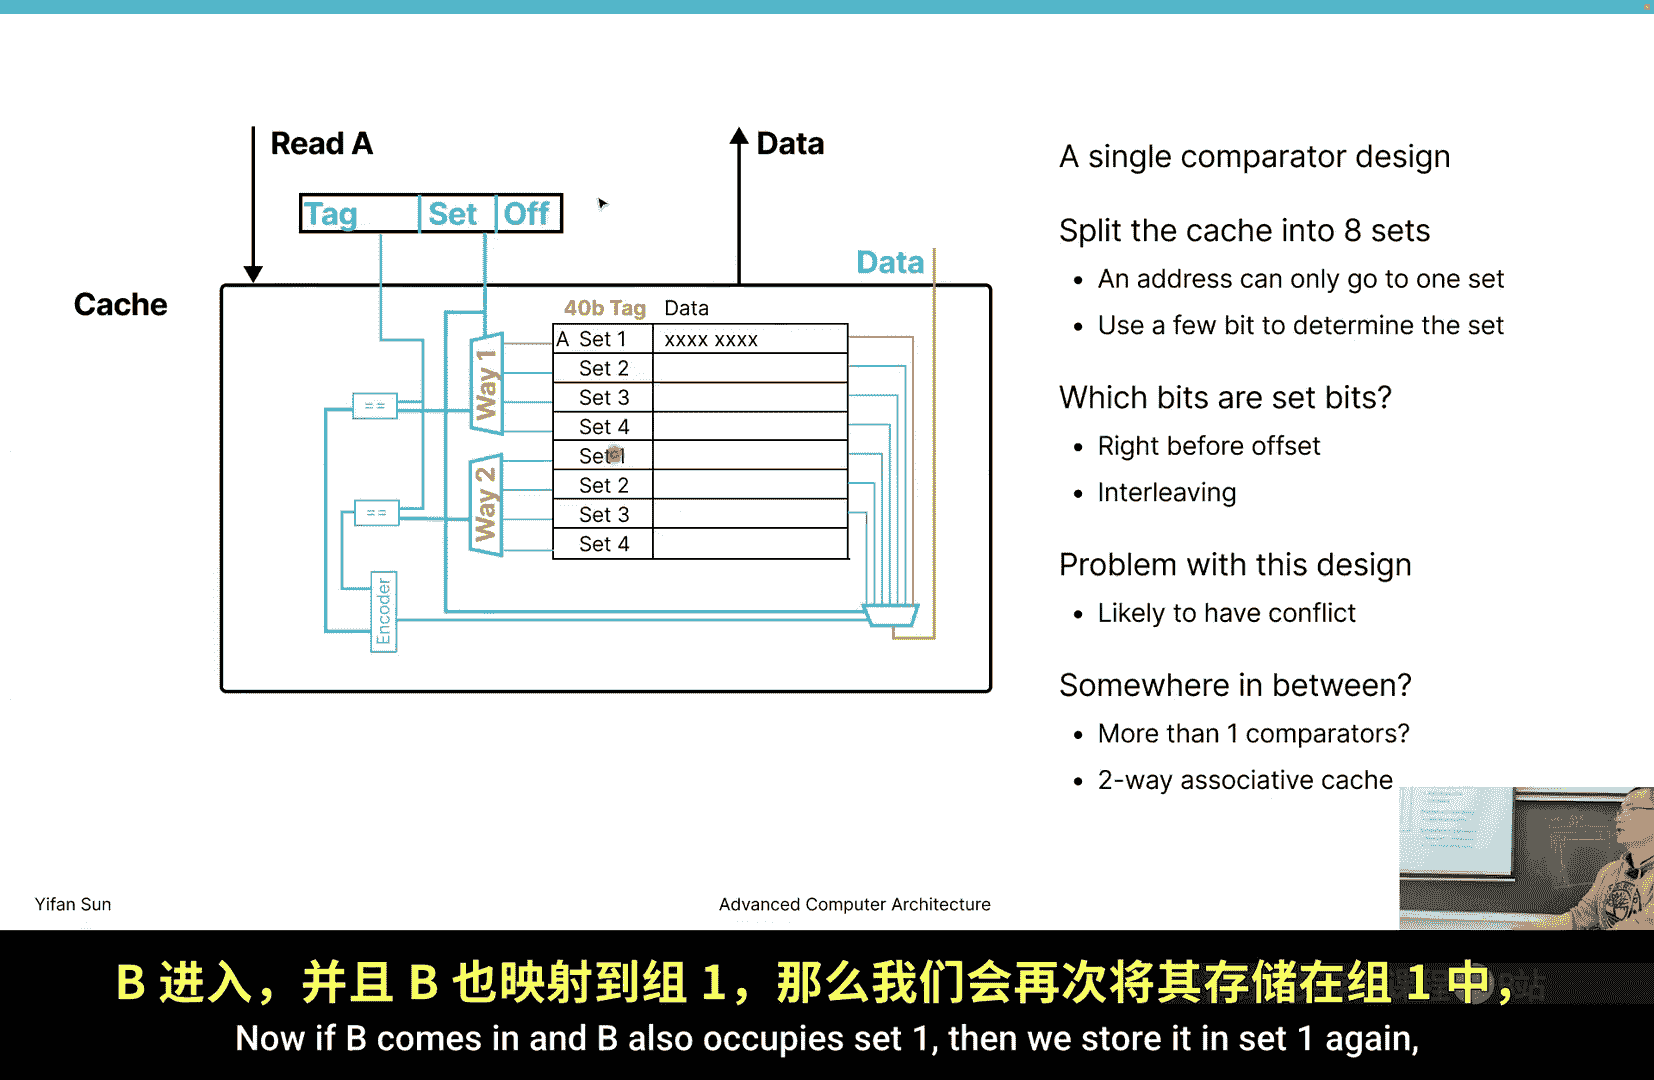 Read A
Data
Tag Set Off
Data
Cache
40b Tag Data
A Set 1 xxxx xxxx
Set 2
Set 3
Set 4
Set 1
Set 2
Set 3
Set 4
Way 1
Way 2
==
==
Encoder
A single comparator design
Split the cache into 8 sets
• An address can only go to one set
• Use a few bit to determine the set
Which bits are set bits?
• Right before offset
• Interleaving
Problem with this design
• Likely to have conflict
Somewhere in between?
• More than 1 comparators?
• 2-way associative cache
Yifan Sun
Advanced Computer Architecture
B 进入，并且 B 也映射到组 1，那么我们会再次将其存储在组 1 中，
Now if B comes in and B also occupies set 1, then we store it in set 1 again,